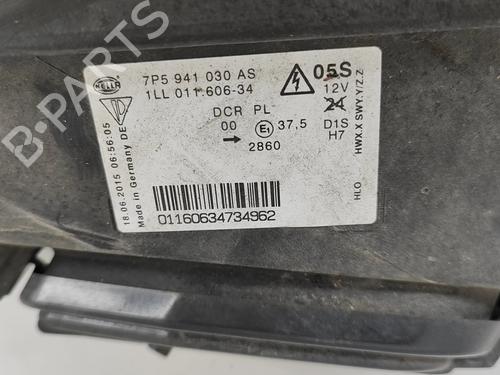 HELLA
7P5 941 030 AS
1LL 011 606-34
05S
12V
24
DCR PL
00
E1
37,5
D1S
H7
2860
HLO HWX.X SWY:Y/Z.Z
18.06.2015 06:56:05
Made in Germany DE
01160634734962
B-PARTS